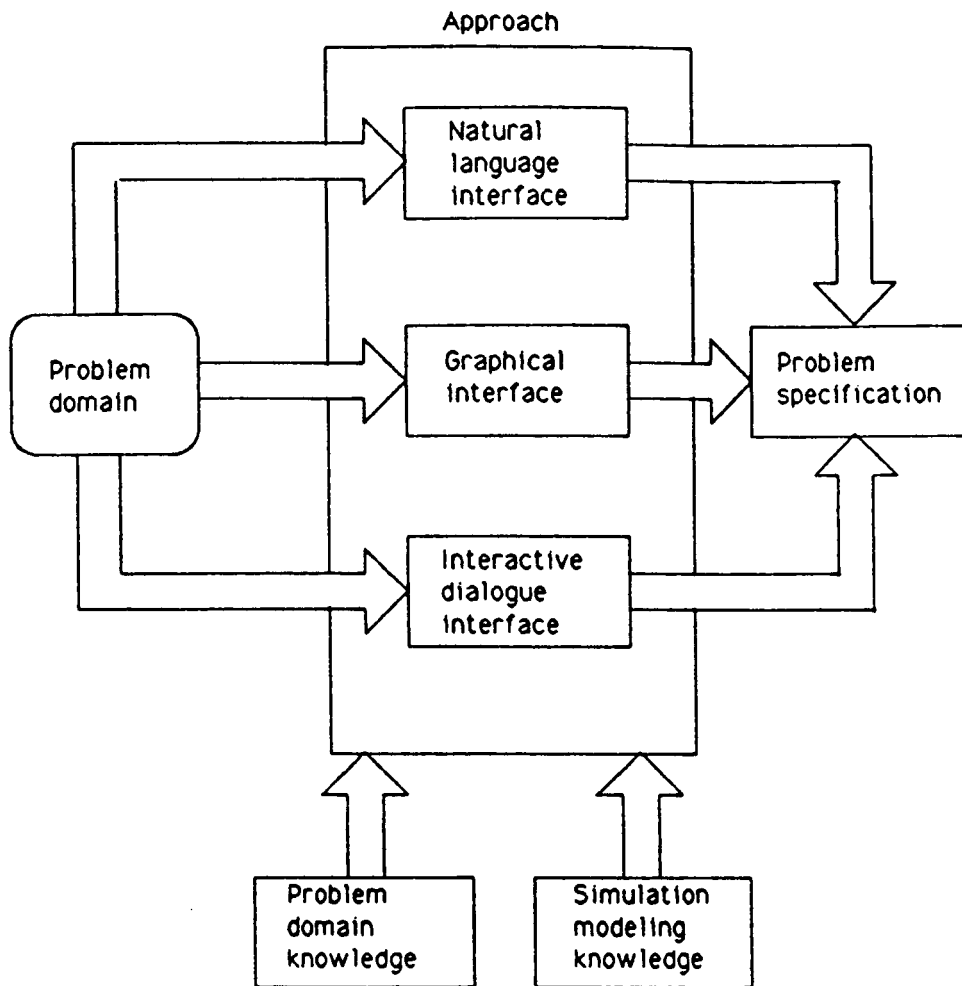 Approach
Natural
language
interface
Problem
domain
Graphical
interface
Problem
specification
Interactive
dialogue
interface
Problem
domain
knowledge
Simulation
modeling
knowledge